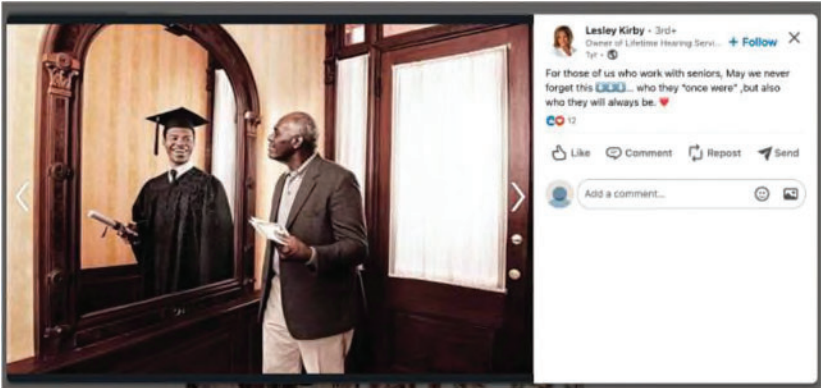 Lesley Kirby • 3rd+
Owner of Lifetime Hearing Servi...
+ Follow
1yr •
For those of us who work with seniors, May we never
forget this ⬇️⬇️⬇️... who they "once were" ,but also
who they will always be. ❤️
12
Like Comment Repost Send
Add a comment...